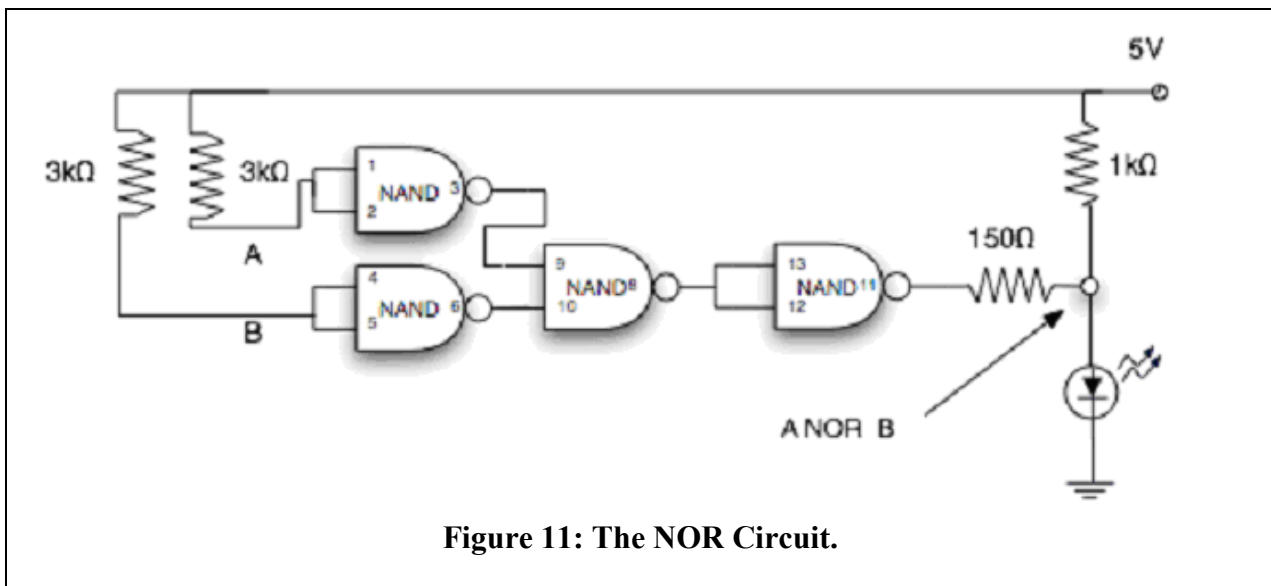 5V
3kΩ
3kΩ
1kΩ
1
NAND 3
2
A
150Ω
4
NAND 6
5
B
9
NAND 8
10
13
NAND 11
12
A NOR B
Figure 11: The NOR Circuit.